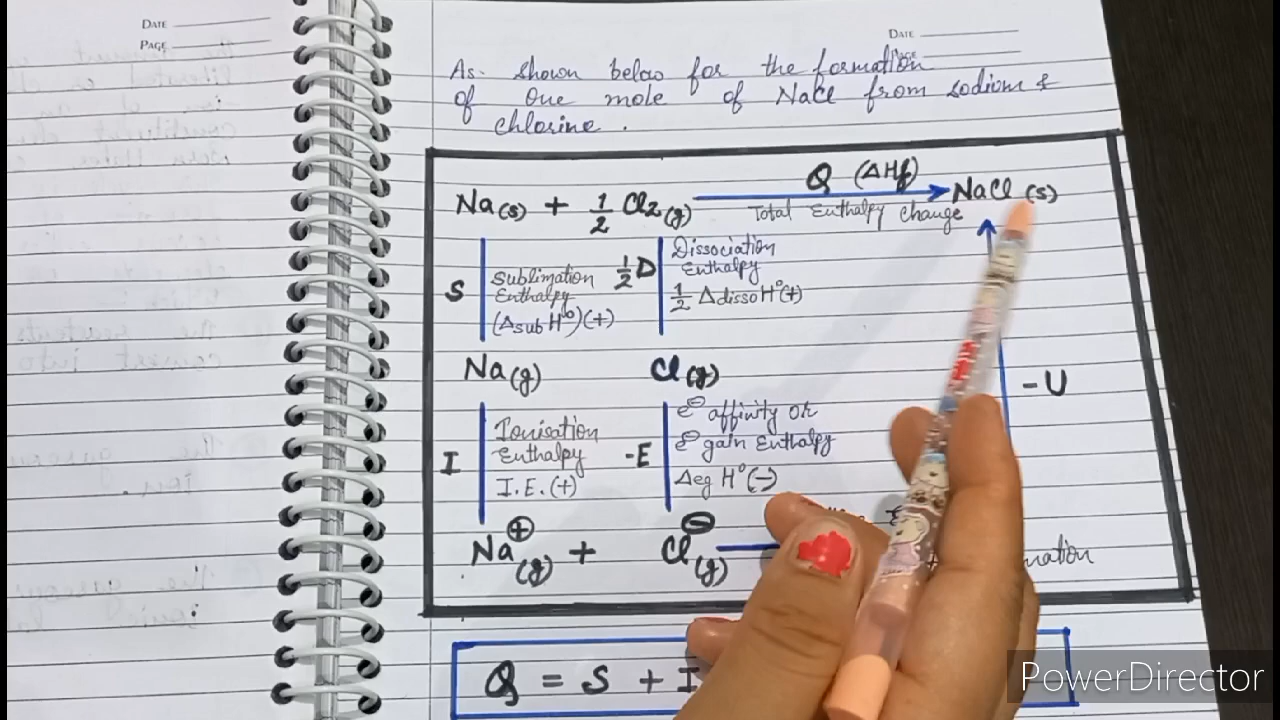 DATE
PAGE
DATE
PAGE
As shown below for the formation
of one mole of NaCl from sodium &
chlorine.
Na(s) + 1/2 Cl2(g) Q (ΔHf) NaCl (s)
Total Enthalpy Change
S Sublimation Enthalpy (ΔsubH°)(+)
1/2 D Dissociation Enthalpy 1/2 ΔdissoH°(+)
Na(g) Cl(g)
- U
I Ionisation Enthalpy I.E.(+)
-E e⊖ affinity or e⊖ gain Enthalpy ΔegH°(-)
Na⊕(g) + Cl⊖(g)
Q = S + I
PowerDirector